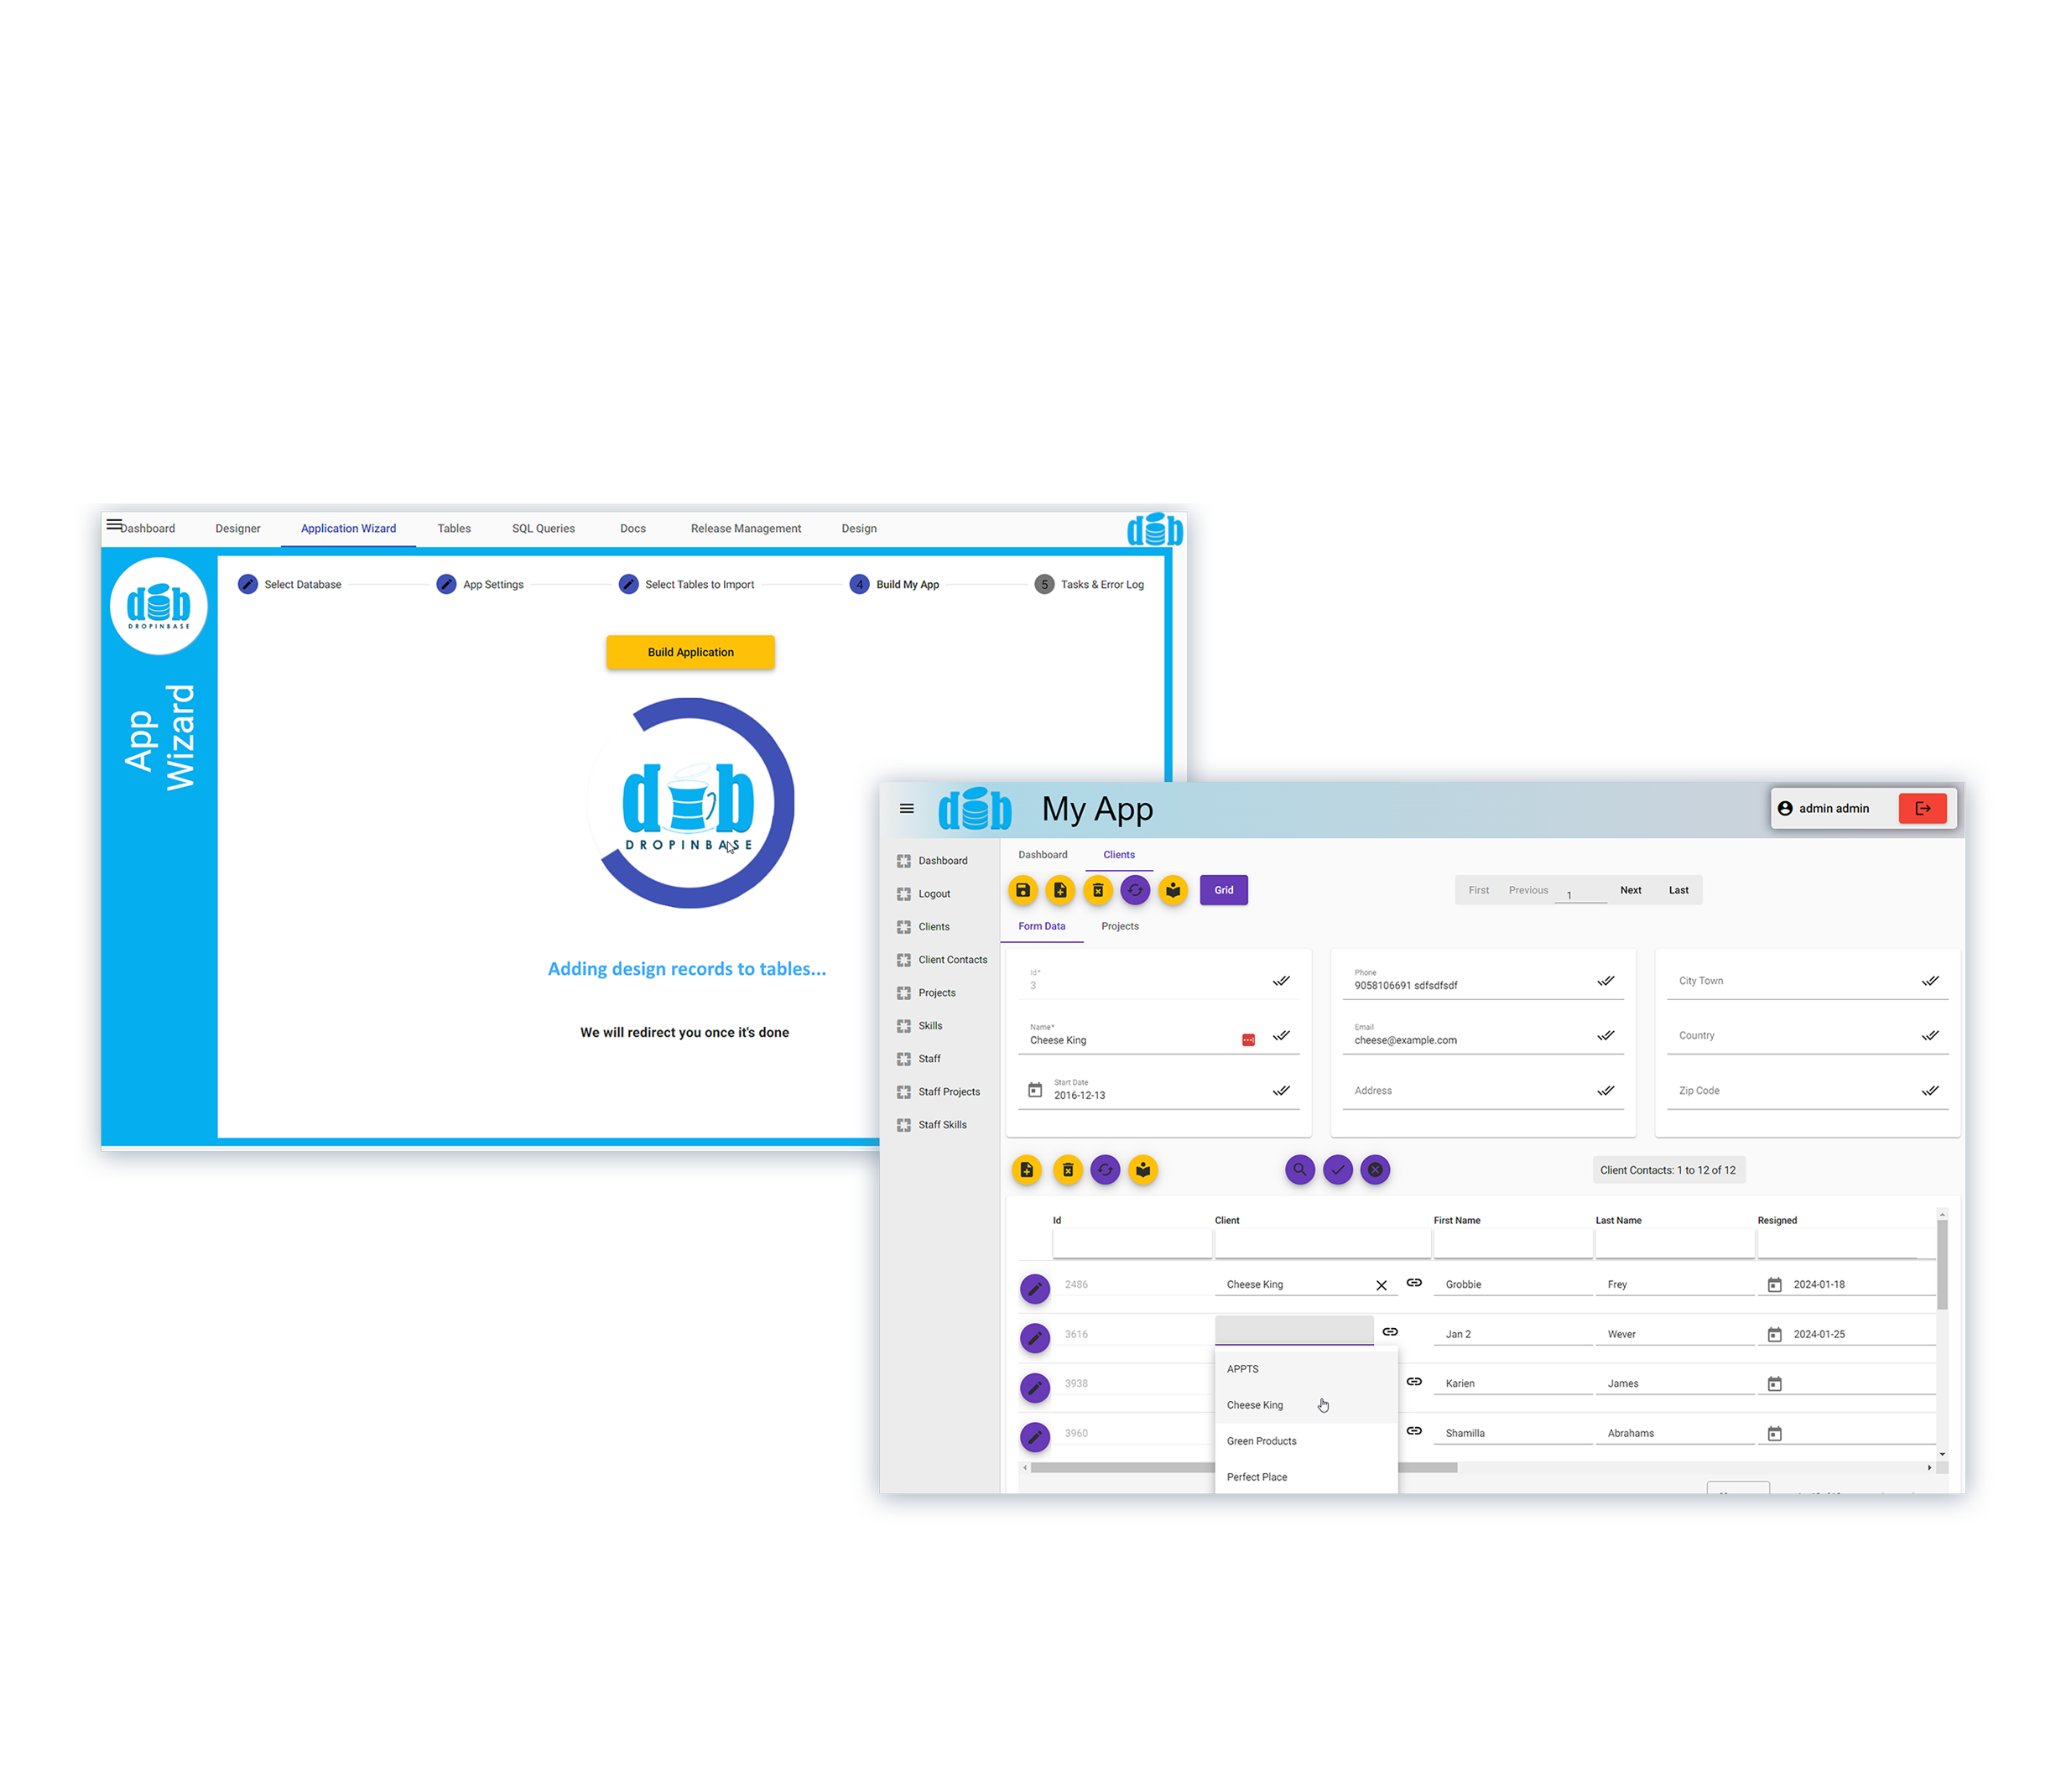 Dashboard Designer Application Wizard Tables SQL Queries Docs Release Management Design
dob
dob
DROPINBASE
App
Wizard
Select Database App Settings Select Tables to Import 4 Build My App 5 Tasks & Error Log
Build Application
dob
DROPINBASE
Adding design records to tables...
We will redirect you once it's done
dob My App
admin admin
Dashboard
Logout
Clients
Client Contacts
Projects
Skills
Staff
Staff Projects
Staff Skills
Dashboard Clients
Grid
First Previous 1 Next Last
Form Data Projects
Id*
3
Name*
Cheese King
Start Date
2016-12-13
Phone
9058106691 sdfsdfsdf
Email
cheese@example.com
Address
City Town
Country
Zip Code
Client Contacts: 1 to 12 of 12
Id Client First Name Last Name Resigned
2486 Cheese King Grobbie Frey 2024-01-18
3616 Jan 2 Wever 2024-01-25
3938 Karien James
3960 Shamilla Abrahams
APPTS
Cheese King
Green Products
Perfect Place